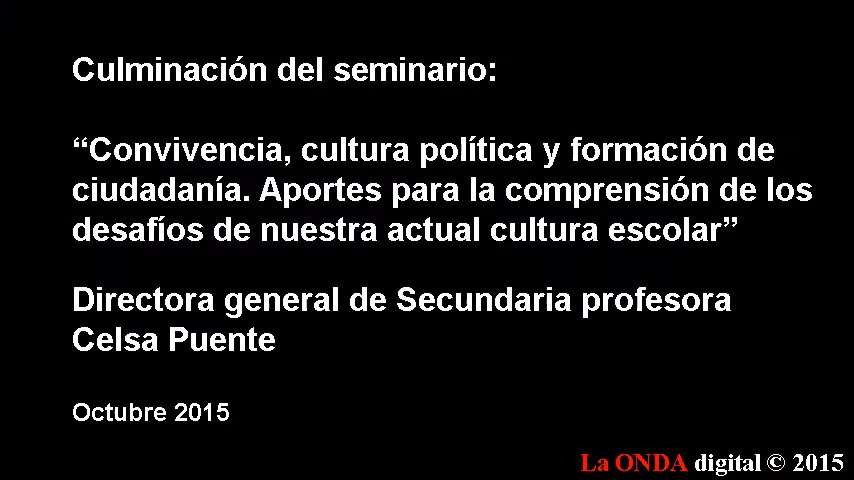 Culminación del seminario:
“Convivencia, cultura política y formación de
ciudadanía. Aportes para la comprensión de los
desafíos de nuestra actual cultura escolar”
Directora general de Secundaria profesora
Celsa Puente
Octubre 2015
La ONDA digital © 2015